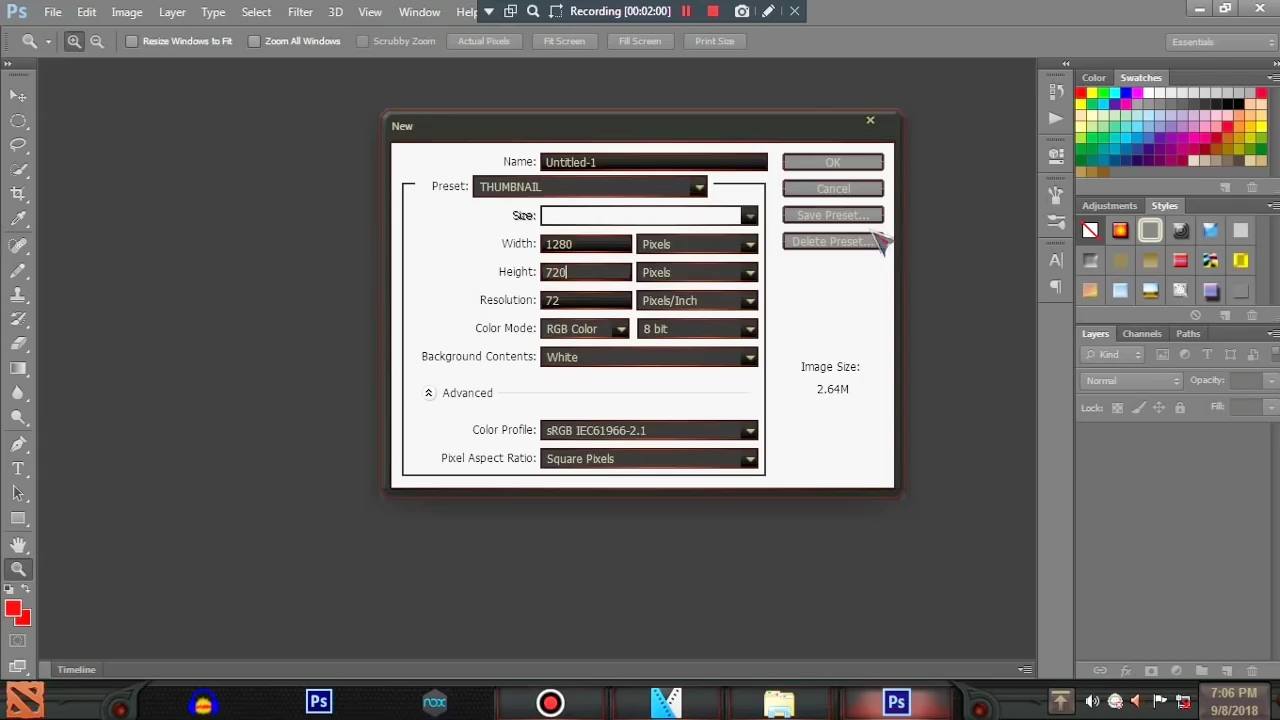 Ps File Edit Image Layer Type Select Filter 3D View Window Help
Recording [00:02:00]
Resize Windows to Fit Zoom All Windows Scrubby Zoom Actual Pixels Fit Screen Fill Screen Print Size Essentials
Color Swatches
New
Name: Untitled-1 OK
Preset: THUMBNAIL Cancel
Size: Save Preset...
Width: 1280 Pixels Delete Preset...
Height: 720 Pixels
Resolution: 72 Pixels/Inch
Color Mode: RGB Color 8 bit
Background Contents: White
Image Size:
2.64M
Advanced
Color Profile: sRGB IEC61966-2.1
Pixel Aspect Ratio: Square Pixels
Adjustments Styles
Layers Channels Paths
Kind
Normal Opacity:
Lock: Fill:
Timeline
Ps nox Ps
7:06 PM
9/8/2018